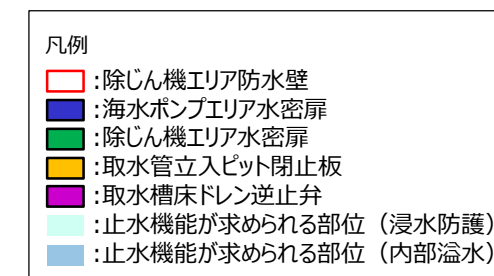 凡例
:除じん機エリア防水壁
:海水ポンプエリア水密扉
:除じん機エリア水密扉
:取水管立入ピット閉止板
:取水槽床ドレン逆止弁
:止水機能が求められる部位（浸水防護）
:止水機能が求められる部位（内部溢水）